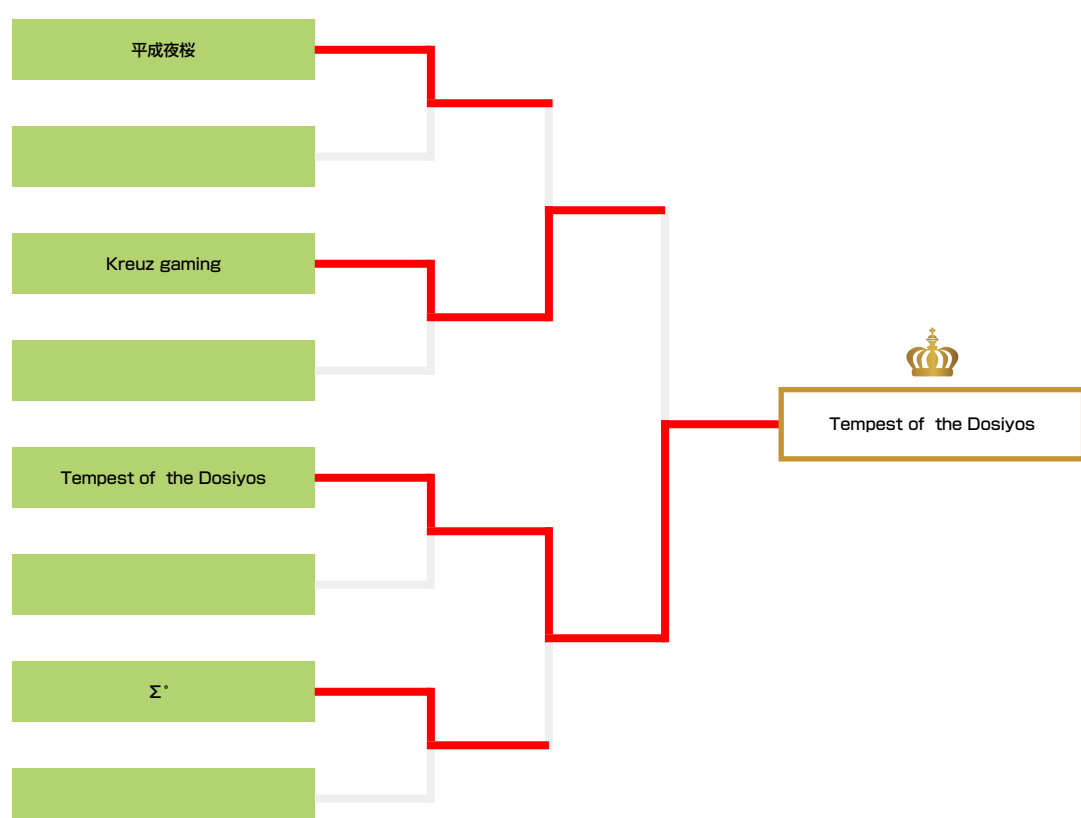 平成夜桜
Kreuz gaming
Tempest of  the Dosiyos
Σ°
Tempest of  the Dosiyos